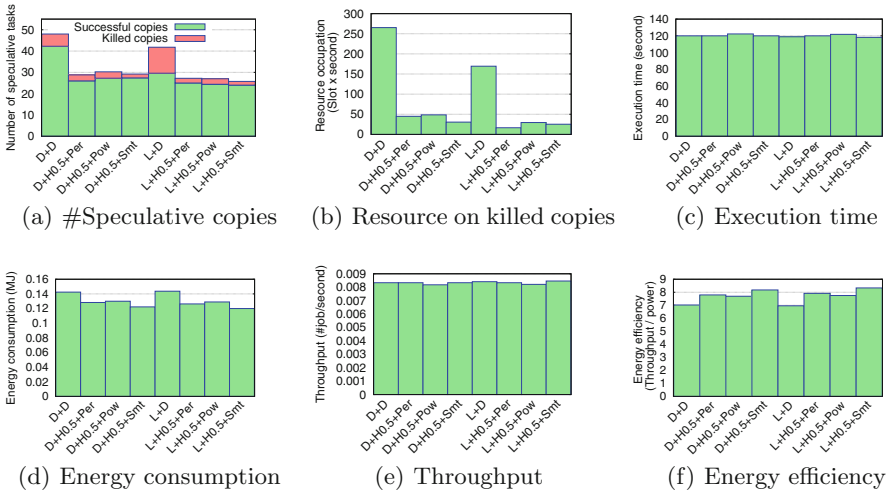 Number of speculative tasks
50
40
30
20
10
0
Successful copies
Killed copies
D+D
D+H0.5+Per
D+H0.5+Pow
D+H0.5+Smt
L+D
L+H0.5+Per
L+H0.5+Pow
L+H0.5+Smt
(a) #Speculative copies
Resource occupation
(Slot x second)
300
250
200
150
100
50
0
D+D
D+H0.5+Per
D+H0.5+Pow
D+H0.5+Smt
L+D
L+H0.5+Per
L+H0.5+Pow
L+H0.5+Smt
(b) Resource on killed copies
Execution time (second)
140
120
100
80
60
40
20
0
D+D
D+H0.5+Per
D+H0.5+Pow
D+H0.5+Smt
L+D
L+H0.5+Per
L+H0.5+Pow
L+H0.5+Smt
(c) Execution time
Energy consumption (MJ)
0.16
0.14
0.12
0.1
0.08
0.06
0.04
0.02
0
D+D
D+H0.5+Per
D+H0.5+Pow
D+H0.5+Smt
L+D
L+H0.5+Per
L+H0.5+Pow
L+H0.5+Smt
(d) Energy consumption
Throughput (#job/second)
0.009
0.008
0.007
0.006
0.005
0.004
0.003
0.002
0.001
0
D+D
D+H0.5+Per
D+H0.5+Pow
D+H0.5+Smt
L+D
L+H0.5+Per
L+H0.5+Pow
L+H0.5+Smt
(e) Throughput
Energy efficiency
(Throughput / power)
9
8
7
6
5
4
3
2
1
0
D+D
D+H0.5+Per
D+H0.5+Pow
D+H0.5+Smt
L+D
L+H0.5+Per
L+H0.5+Pow
L+H0.5+Smt
(f) Energy efficiency